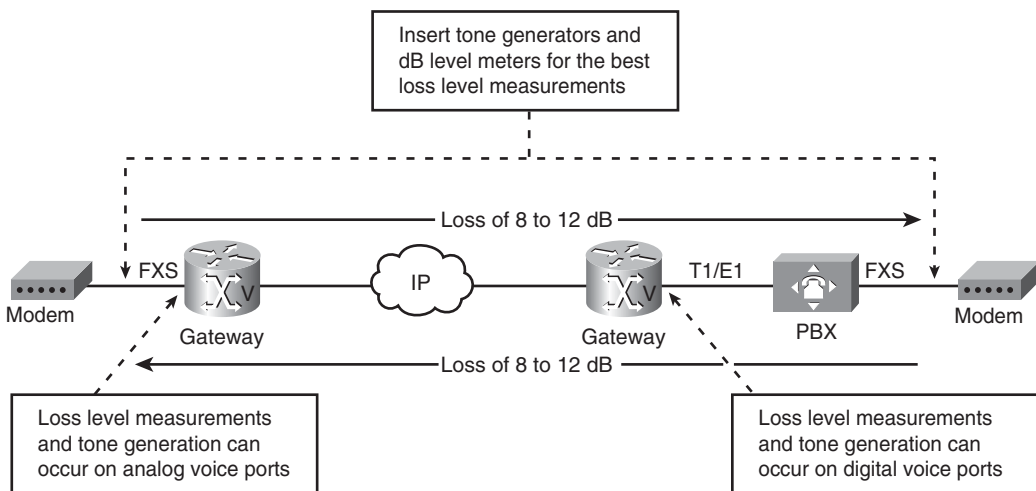 Insert tone generators and
dB level meters for the best
loss level measurements
Loss of 8 to 12 dB
FXS
IP
T1/E1
FXS
V
V
Modem
Gateway
Gateway
PBX
Modem
Loss of 8 to 12 dB
Loss level measurements
and tone generation can
occur on analog voice ports
Loss level measurements
and tone generation can
occur on digital voice ports